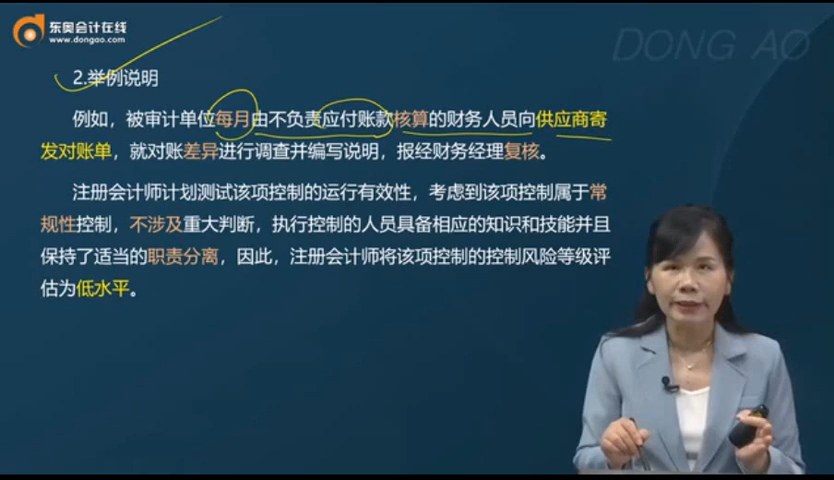 东奥会计在线
www.dongao.com
DONG AO
2.举例说明
例如，被审计单位每月由不负责应付账款核算的财务人员向供应商寄
发对账单，就对账差异进行调查并编写说明，报经财务经理复核。
注册会计师计划测试该项控制的运行有效性，考虑到该项控制属于常
规性控制，不涉及重大判断，执行控制的人员具备相应的知识和技能并且
保持了适当的职责分离，因此，注册会计师将该项控制的控制风险等级评
估为低水平。